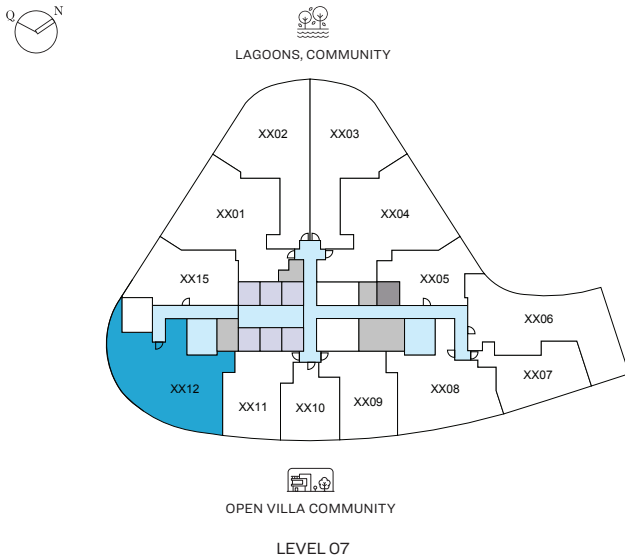 Q N
LAGOONS, COMMUNITY
XX02 XX03
XX01 XX04
XX15 XX05
XX06
XX12 XX11 XX10 XX09 XX08 XX07
OPEN VILLA COMMUNITY
LEVEL 07